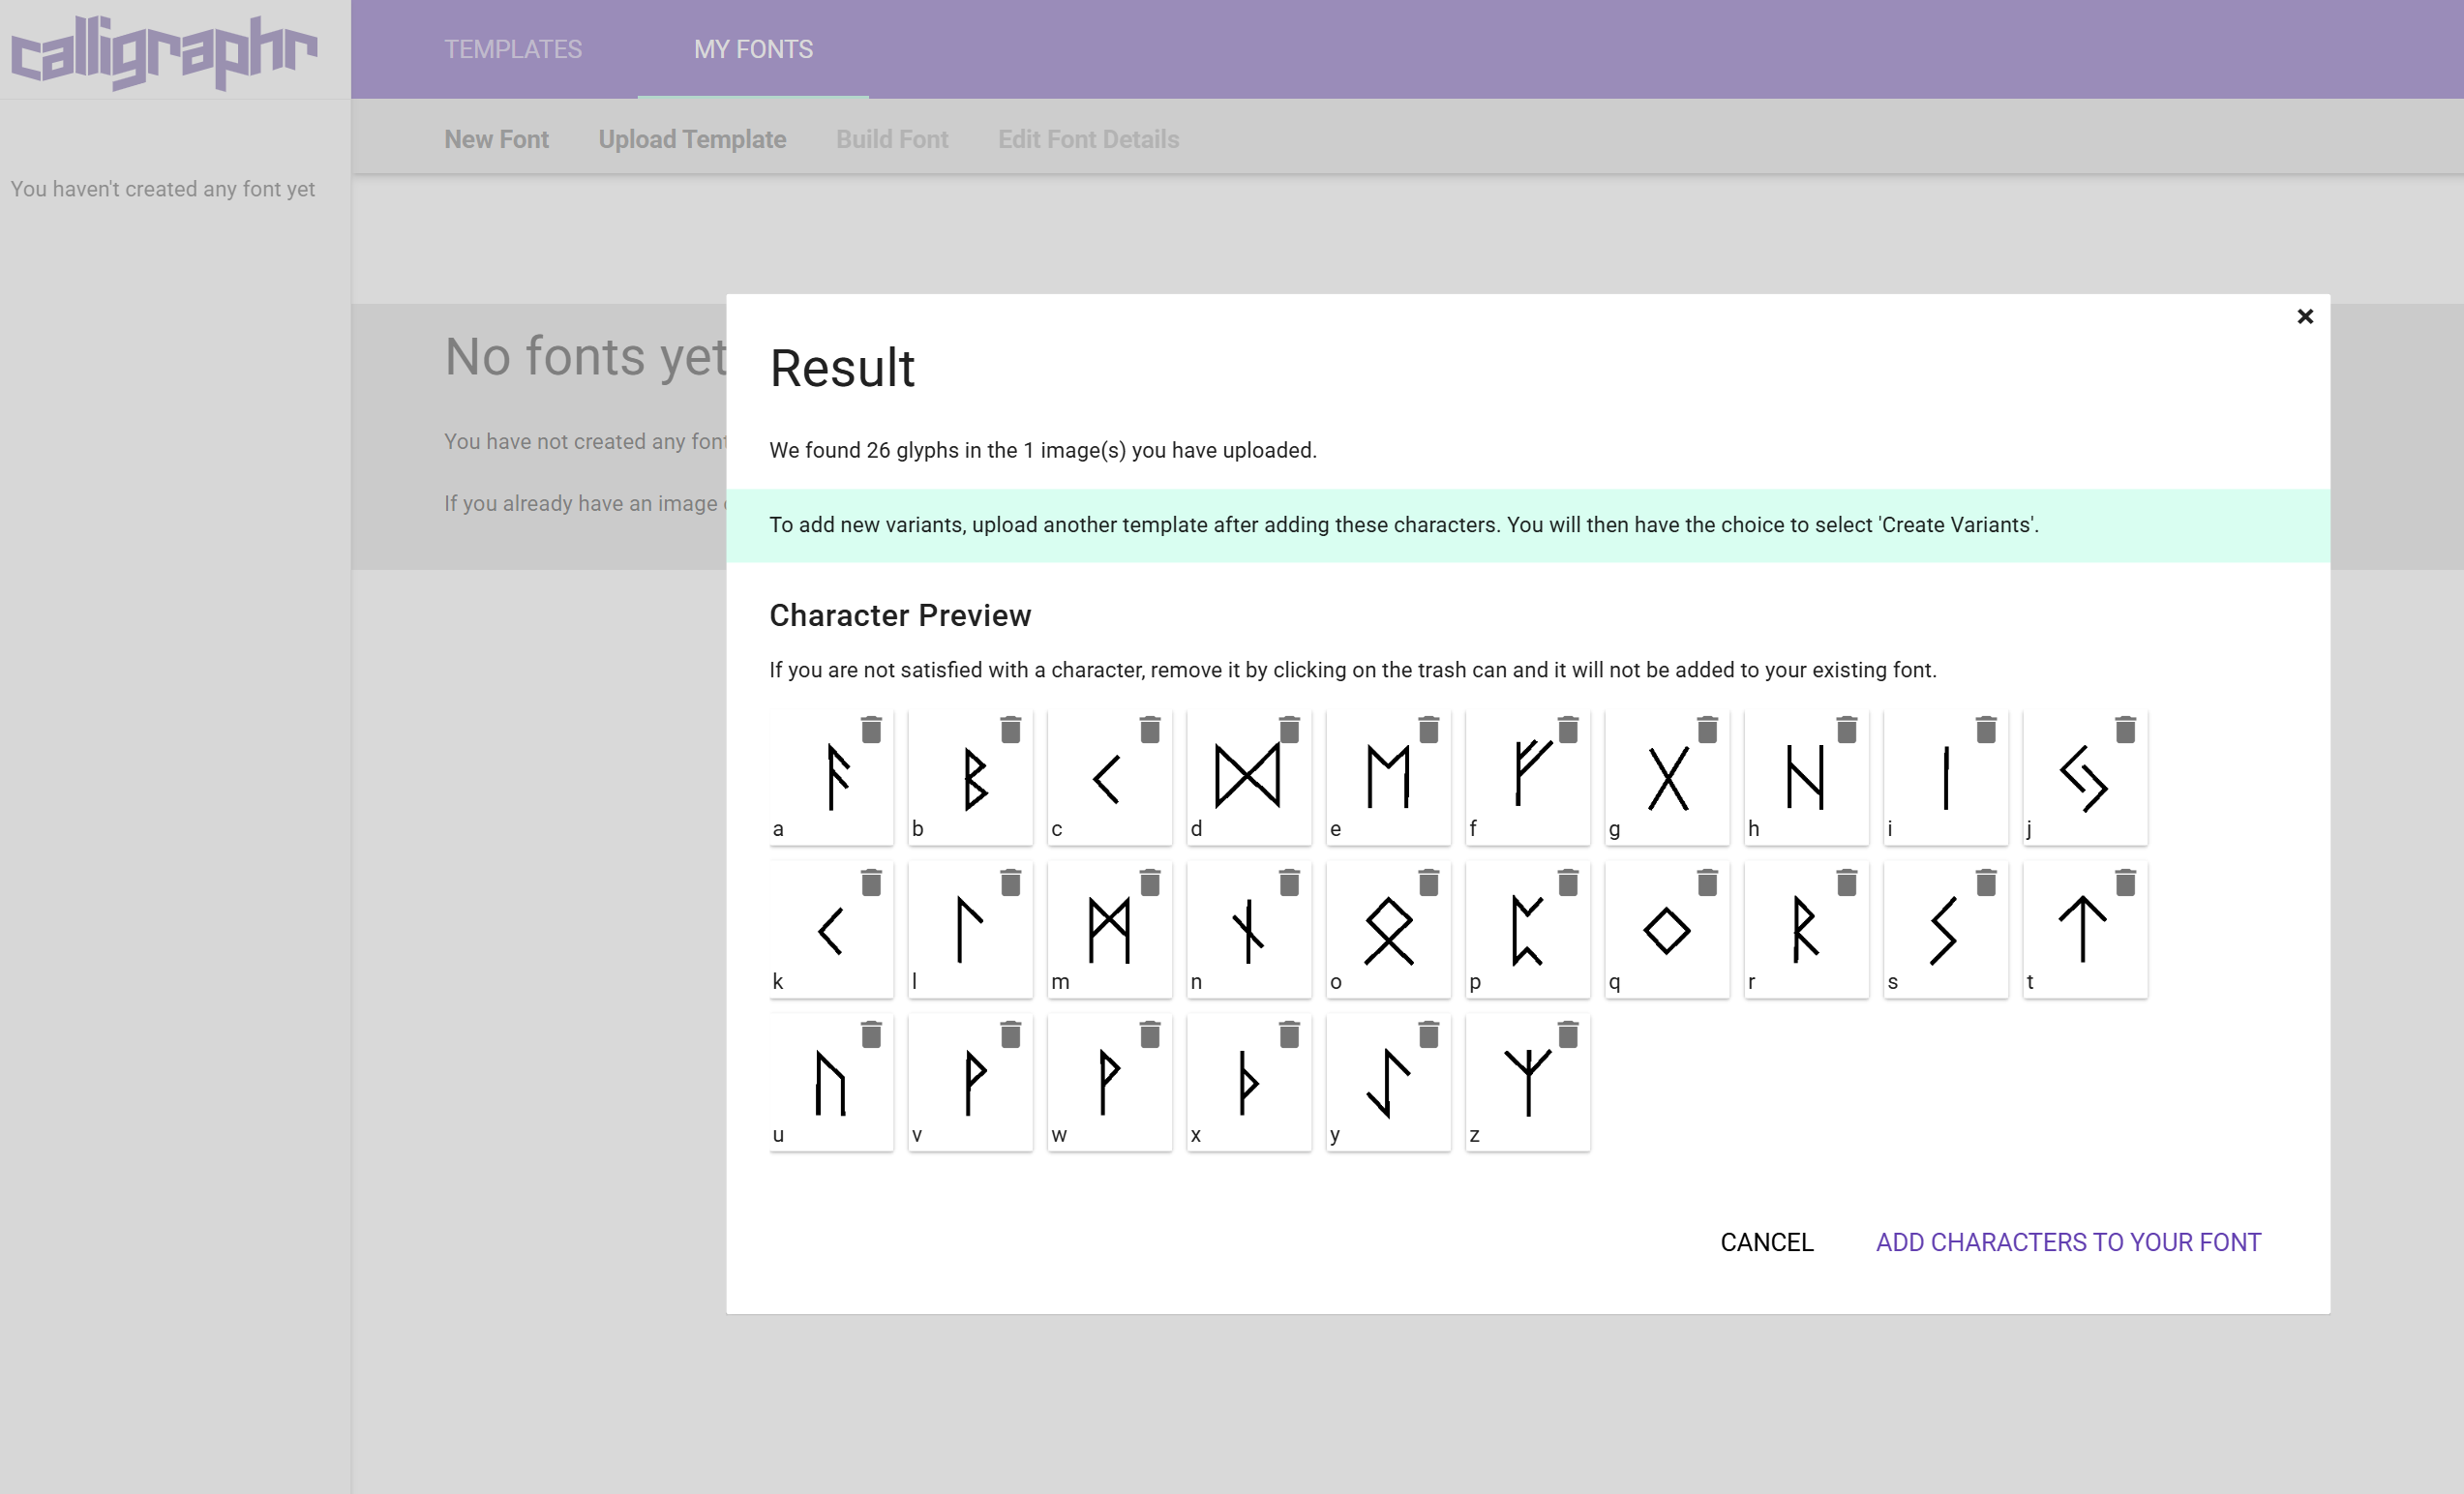 calligraphr
TEMPLATES MY FONTS
New Font Upload Template Build Font Edit Font Details
You haven't created any font yet
No fonts yet
You have not created any font
If you already have an image
×
Result
We found 26 glyphs in the 1 image(s) you have uploaded.
To add new variants, upload another template after adding these characters. You will then have the choice to select 'Create Variants'.
Character Preview
If you are not satisfied with a character, remove it by clicking on the trash can and it will not be added to your existing font.
ᚨ ᛒ ᚲ ᛞ ᛖ ᚠ ᚷ ᚺ ᛁ ᛃ
a b c d e f g h i j
ᚲ ᛚ ᛗ ᚾ ᛟ ᛈ ᛜ ᚱ ᛊ ᛏ
k l m n o p q r s t
ᚢ ᚹ ᚹ ᚦ ᛇ ᛉ
u v w x y z
CANCEL ADD CHARACTERS TO YOUR FONT